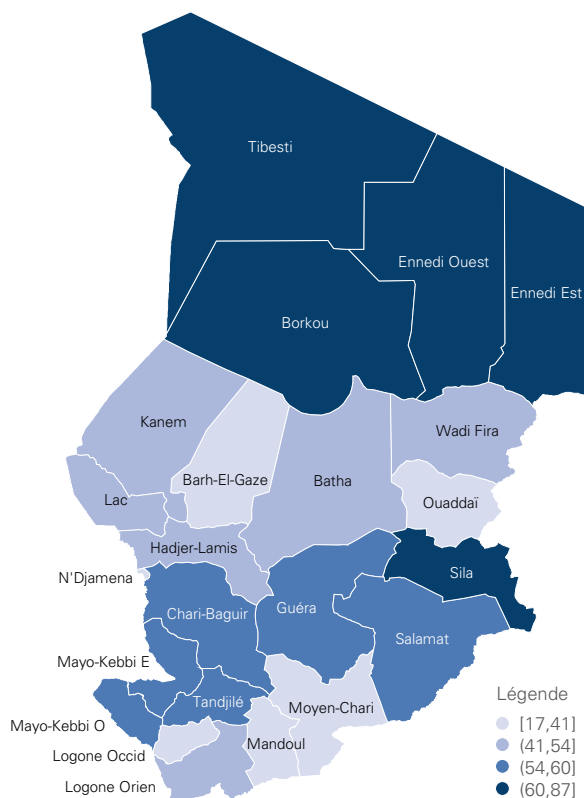 Tibesti
Ennedi Ouest
Ennedi Est
Borkou
Kanem
Wadi Fira
Barh-El-Gaze
Batha
Lac
Ouaddaï
Hadjer-Lamis
N'Djamena
Sila
Chari-Baguir
Guéra
Salamat
Mayo-Kebbi E
Tandjilé
Moyen-Chari
Mayo-Kebbi O
Mandoul
Logone Occid
Logone Orien
Légende
[17,41]
(41,54]
(54,60]
(60,87]